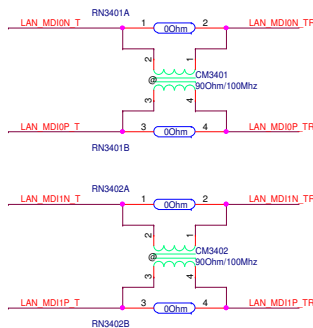 RN3401A
LAN_MDI0N_T 1 0Ohm 2 LAN_MDI0N_TR
2 1
@ CM3401
90Ohm/100Mhz
3 4
LAN_MDI0P_T 3 0Ohm 4 LAN_MDI0P_TR
RN3401B
RN3402A
LAN_MDI1N_T 1 0Ohm 2 LAN_MDI1N_TR
2 1
@ CM3402
90Ohm/100Mhz
3 4
LAN_MDI1P_T 3 0Ohm 4 LAN_MDI1P_TR
RN3402B